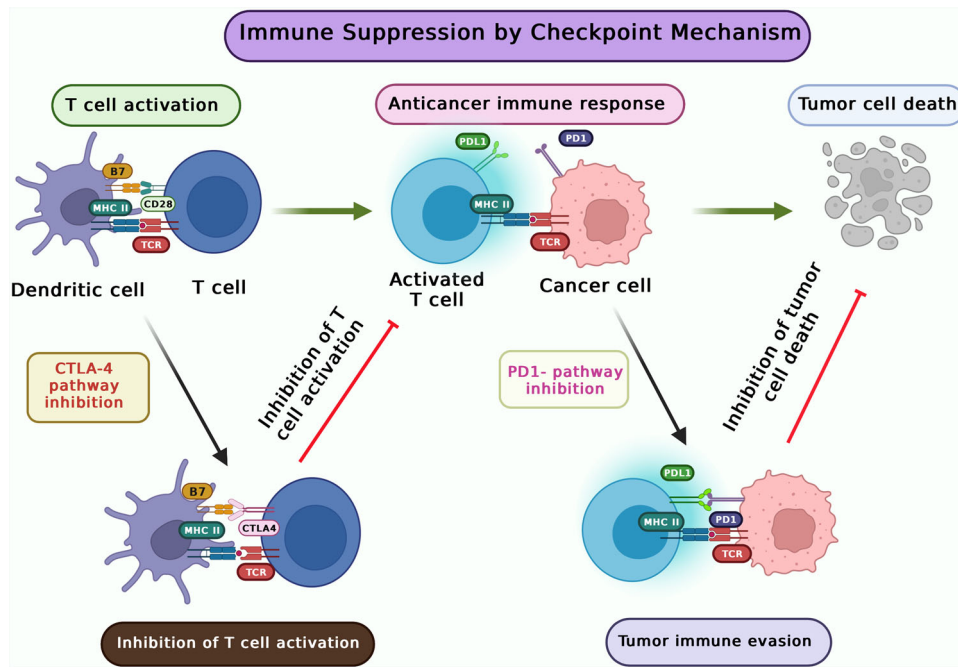 Immune Suppression by Checkpoint Mechanism
T cell activation
Anticancer immune response
Tumor cell death
B7
CD28
MHC II
TCR
PDL1
PD1
MHC II
TCR
Dendritic cell
T cell
Activated
T cell
Cancer cell
CTLA-4
pathway
inhibition
Inhibition of T
cell activation
PD1- pathway
inhibition
Inhibition of tumor
cell death
B7
MHC II
CTLA4
TCR
PDL1
MHC II
PD1
TCR
Inhibition of T cell activation
Tumor immune evasion